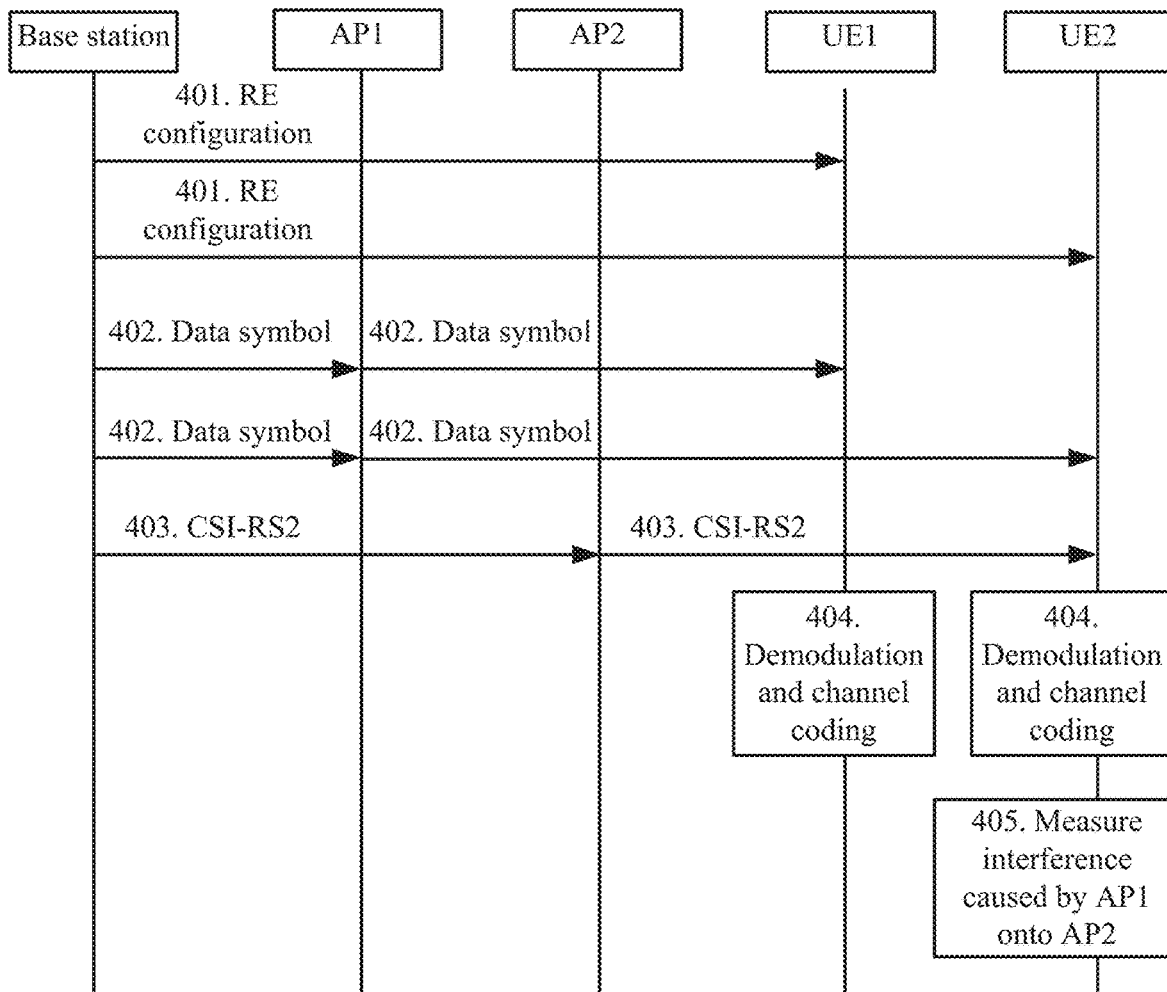 Base station
AP1
AP2
UE1
UE2
401. RE
configuration
401. RE
configuration
402. Data symbol
402. Data symbol
402. Data symbol
402. Data symbol
403. CSI-RS2
403. CSI-RS2
404.
Demodulation
and channel
coding
404.
Demodulation
and channel
coding
405. Measure
interference
caused by AP1
onto AP2